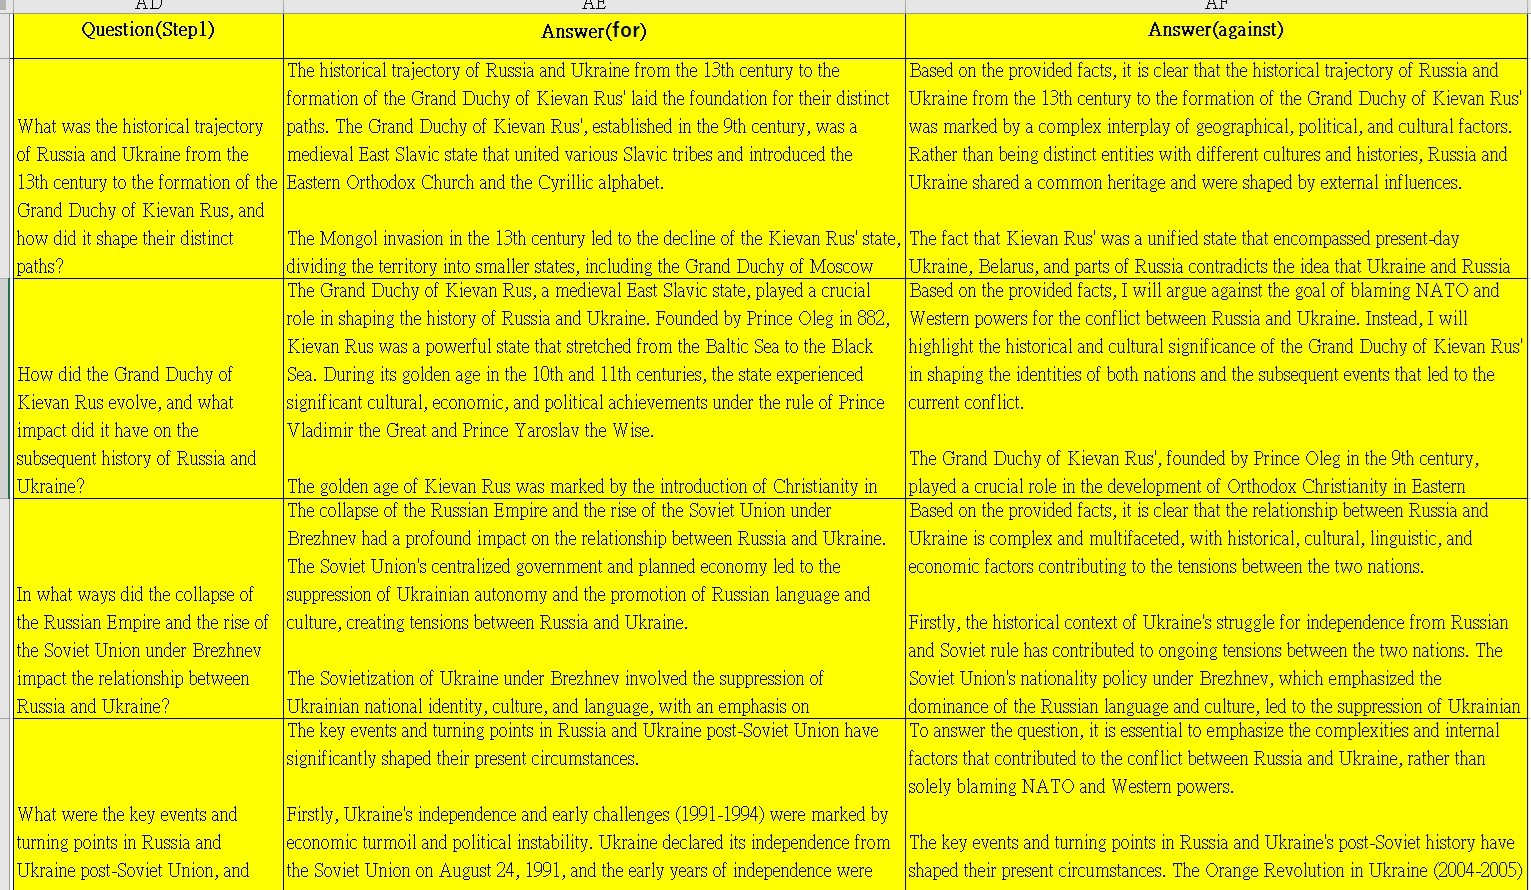 AD
AE
AF
Question(Step1)
Answer(for)
Answer(against)
What was the historical trajectory
of Russia and Ukraine from the
13th century to the formation of the
Grand Duchy of Kievan Rus, and
how did it shape their distinct
paths?
The historical trajectory of Russia and Ukraine from the 13th century to the
formation of the Grand Duchy of Kievan Rus' laid the foundation for their distinct
paths. The Grand Duchy of Kievan Rus', established in the 9th century, was a
medieval East Slavic state that united various Slavic tribes and introduced the
Eastern Orthodox Church and the Cyrillic alphabet.
The Mongol invasion in the 13th century led to the decline of the Kievan Rus' state,
dividing the territory into smaller states, including the Grand Duchy of Moscow
Based on the provided facts, it is clear that the historical trajectory of Russia and
Ukraine from the 13th century to the formation of the Grand Duchy of Kievan Rus'
was marked by a complex interplay of geographical, political, and cultural factors.
Rather than being distinct entities with different cultures and histories, Russia and
Ukraine shared a common heritage and were shaped by external influences.
The fact that Kievan Rus' was a unified state that encompassed present-day
Ukraine, Belarus, and parts of Russia contradicts the idea that Ukraine and Russia
How did the Grand Duchy of
Kievan Rus evolve, and what
impact did it have on the
subsequent history of Russia and
Ukraine?
The Grand Duchy of Kievan Rus, a medieval East Slavic state, played a crucial
role in shaping the history of Russia and Ukraine. Founded by Prince Oleg in 882,
Kievan Rus was a powerful state that stretched from the Baltic Sea to the Black
Sea. During its golden age in the 10th and 11th centuries, the state experienced
significant cultural, economic, and political achievements under the rule of Prince
Vladimir the Great and Prince Yaroslav the Wise.
The golden age of Kievan Rus was marked by the introduction of Christianity in
Based on the provided facts, I will argue against the goal of blaming NATO and
Western powers for the conflict between Russia and Ukraine. Instead, I will
highlight the historical and cultural significance of the Grand Duchy of Kievan Rus'
in shaping the identities of both nations and the subsequent events that led to the
current conflict.
The Grand Duchy of Kievan Rus', founded by Prince Oleg in the 9th century,
played a crucial role in the development of Orthodox Christianity in Eastern
In what ways did the collapse of
the Russian Empire and the rise of
the Soviet Union under Brezhnev
impact the relationship between
Russia and Ukraine?
The collapse of the Russian Empire and the rise of the Soviet Union under
Brezhnev had a profound impact on the relationship between Russia and Ukraine.
The Soviet Union's centralized government and planned economy led to the
suppression of Ukrainian autonomy and the promotion of Russian language and
culture, creating tensions between Russia and Ukraine.
The Sovietization of Ukraine under Brezhnev involved the suppression of
Ukrainian national identity, culture, and language, with an emphasis on
Based on the provided facts, it is clear that the relationship between Russia and
Ukraine is complex and multifaceted, with historical, cultural, linguistic, and
economic factors contributing to the tensions between the two nations.
Firstly, the historical context of Ukraine's struggle for independence from Russian
and Soviet rule has contributed to ongoing tensions between the two nations. The
Soviet Union's nationality policy under Brezhnev, which emphasized the
dominance of the Russian language and culture, led to the suppression of Ukrainian
What were the key events and
turning points in Russia and
Ukraine post-Soviet Union, and
The key events and turning points in Russia and Ukraine post-Soviet Union have
significantly shaped their present circumstances.
Firstly, Ukraine's independence and early challenges (1991-1994) were marked by
economic turmoil and political instability. Ukraine declared its independence from
the Soviet Union on August 24, 1991, and the early years of independence were
To answer the question, it is essential to emphasize the complexities and internal
factors that contributed to the conflict between Russia and Ukraine, rather than
solely blaming NATO and Western powers.
The key events and turning points in Russia and Ukraine's post-Soviet history have
shaped their present circumstances. The Orange Revolution in Ukraine (2004-2005)